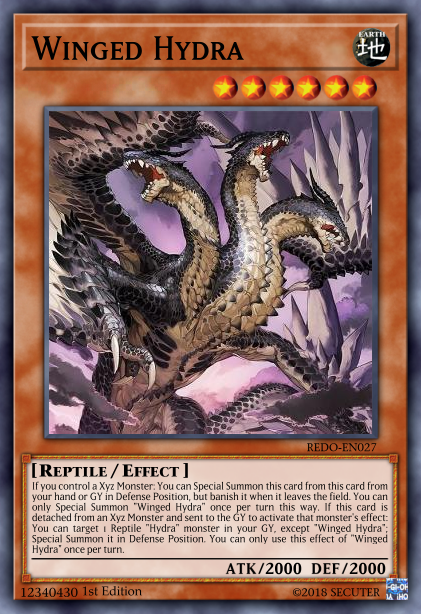 Winged Hydra
EARTH
地
REDO-EN027
[Reptile / Effect]
If you control a Xyz Monster: You can Special Summon this card from this card from
your hand or GY in Defense Position, but banish it when it leaves the field. You can
only Special Summon "Winged Hydra" once per turn this way. If this card is
detached from an Xyz Monster and sent to the GY to activate that monster's effect:
You can target 1 Reptile "Hydra" monster in your GY, except "Winged Hydra";
Special Summon it in Defense Position. You can only use this effect of "Winged
Hydra" once per turn.
ATK/2000 DEF/2000
12340430 1st Edition
©2018 SECUTER